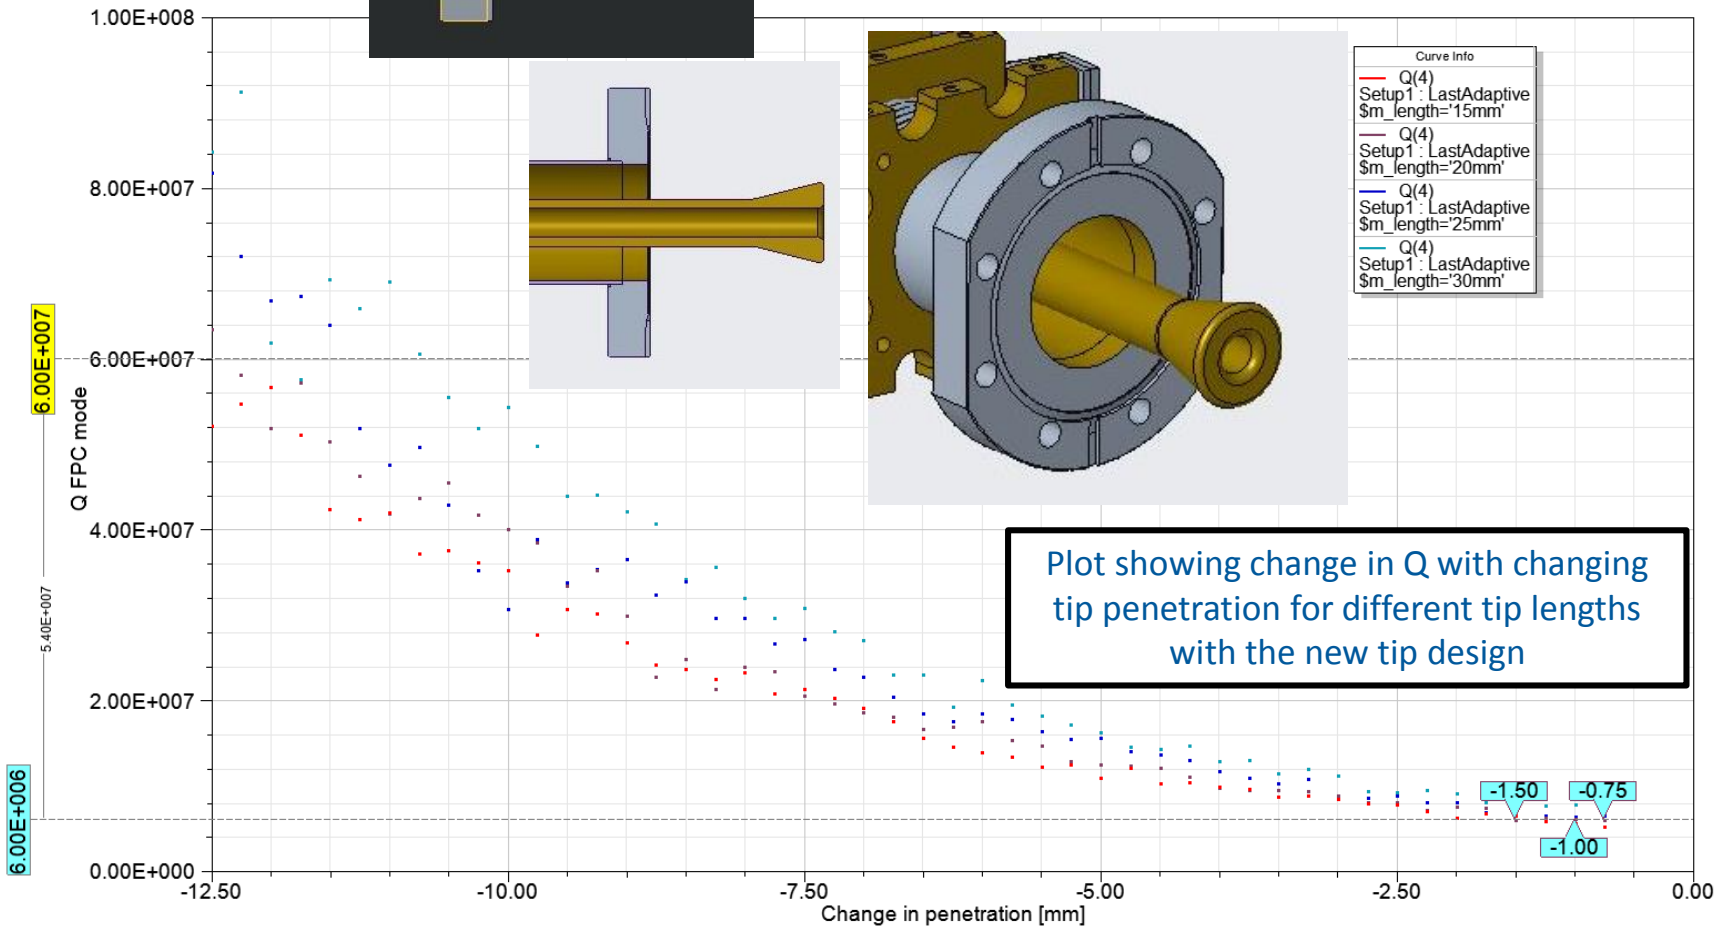 1.00E+008
8.00E+007
6.00E+007
4.00E+007
2.00E+007
0.00E+000
6.00E+007
5.40E+007
6.00E+006
Q FPC mode
Curve Info
Q(4)
Setup1 : LastAdaptive
$m_length='15mm'
Q(4)
Setup1 : LastAdaptive
$m_length='20mm'
Q(4)
Setup1 : LastAdaptive
$m_length='25mm'
Q(4)
Setup1 : LastAdaptive
$m_length='30mm'
Plot showing change in Q with changing
tip penetration for different tip lengths
with the new tip design
-1.50
-0.75
-1.00
-12.50
-10.00
-7.50
-5.00
-2.50
0.00
Change in penetration [mm]